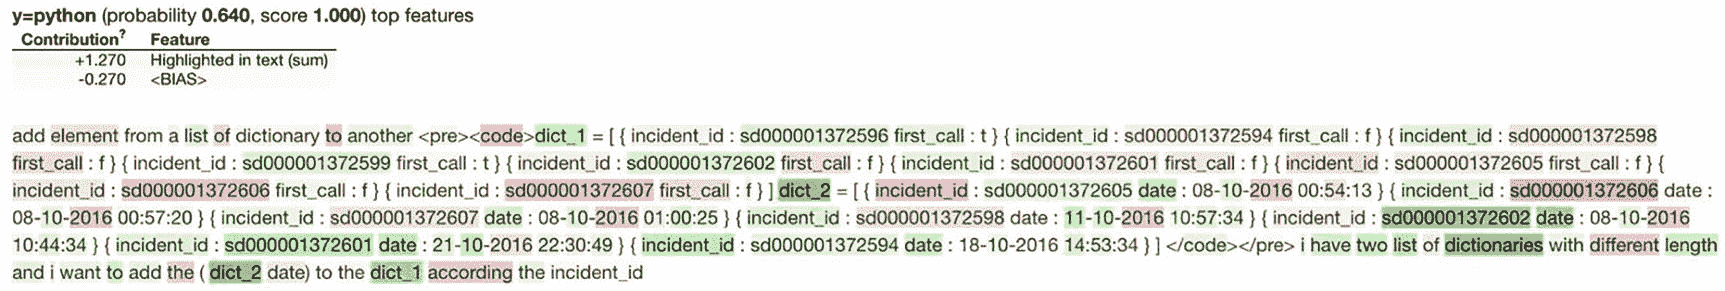 y=python (probability 0.640, score 1.000) top features
Contribution? Feature
+1.270 Highlighted in text (sum)
-0.270 <BIAS>
add element from a list of dictionary to another <pre><code>dict_1 = [ { incident_id : sd000001372596 first_call : t } { incident_id : sd000001372594 first_call : f } { incident_id : sd000001372598
first_call : f } { incident_id : sd000001372599 first_call : t } { incident_id : sd000001372602 first_call : f } { incident_id : sd000001372601 first_call : f } { incident_id : sd000001372605 first_call : f } {
incident_id : sd000001372606 first_call : f } { incident_id : sd000001372607 first_call : f } ] dict_2 = [ { incident_id : sd000001372605 date : 08-10-2016 00:54:13 } { incident_id : sd000001372606 date :
08-10-2016 00:57:20 } { incident_id : sd000001372607 date : 08-10-2016 01:00:25 } { incident_id : sd000001372598 date : 11-10-2016 10:57:34 } { incident_id : sd000001372602 date : 08-10-2016
10:44:34 } { incident_id : sd000001372601 date : 21-10-2016 22:30:49 } { incident_id : sd000001372594 date : 18-10-2016 14:53:34 } ] </code></pre> i have two list of dictionaries with different length
and i want to add the ( dict_2 date) to the dict_1 according the incident_id